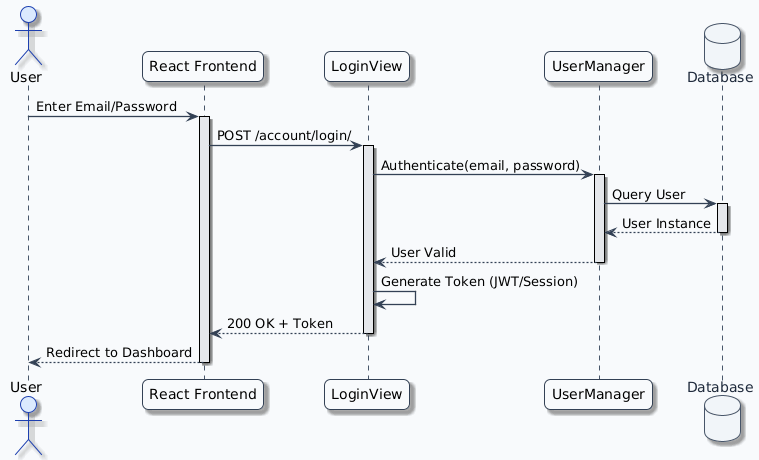 User
React Frontend
LoginView
UserManager
Database
Enter Email/Password
POST /account/login/
Authenticate(email, password)
Query User
User Instance
User Valid
Generate Token (JWT/Session)
200 OK + Token
Redirect to Dashboard
User
React Frontend
LoginView
UserManager
Database